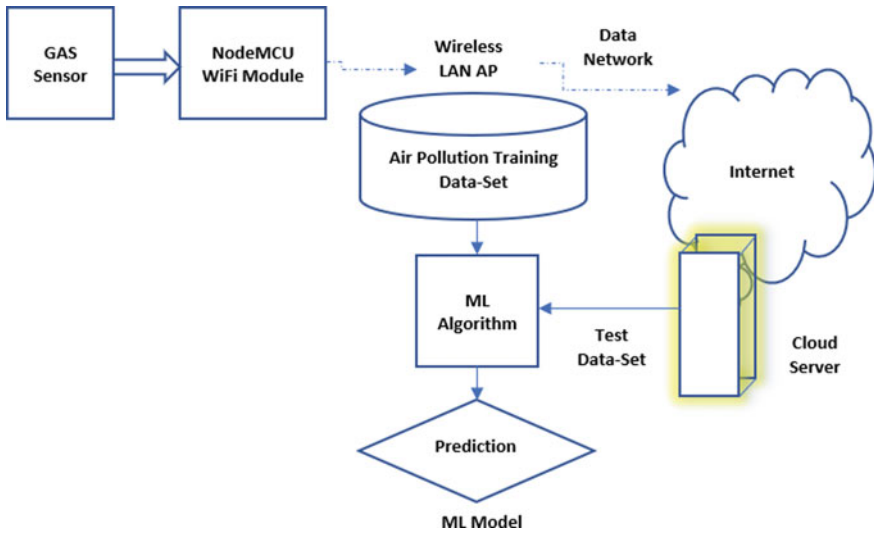 GAS
Sensor
NodeMCU
WiFi Module
Wireless
LAN AP
Data
Network
Air Pollution Training
Data-Set
Internet
ML
Algorithm
Test
Data-Set
Cloud
Server
Prediction
ML Model